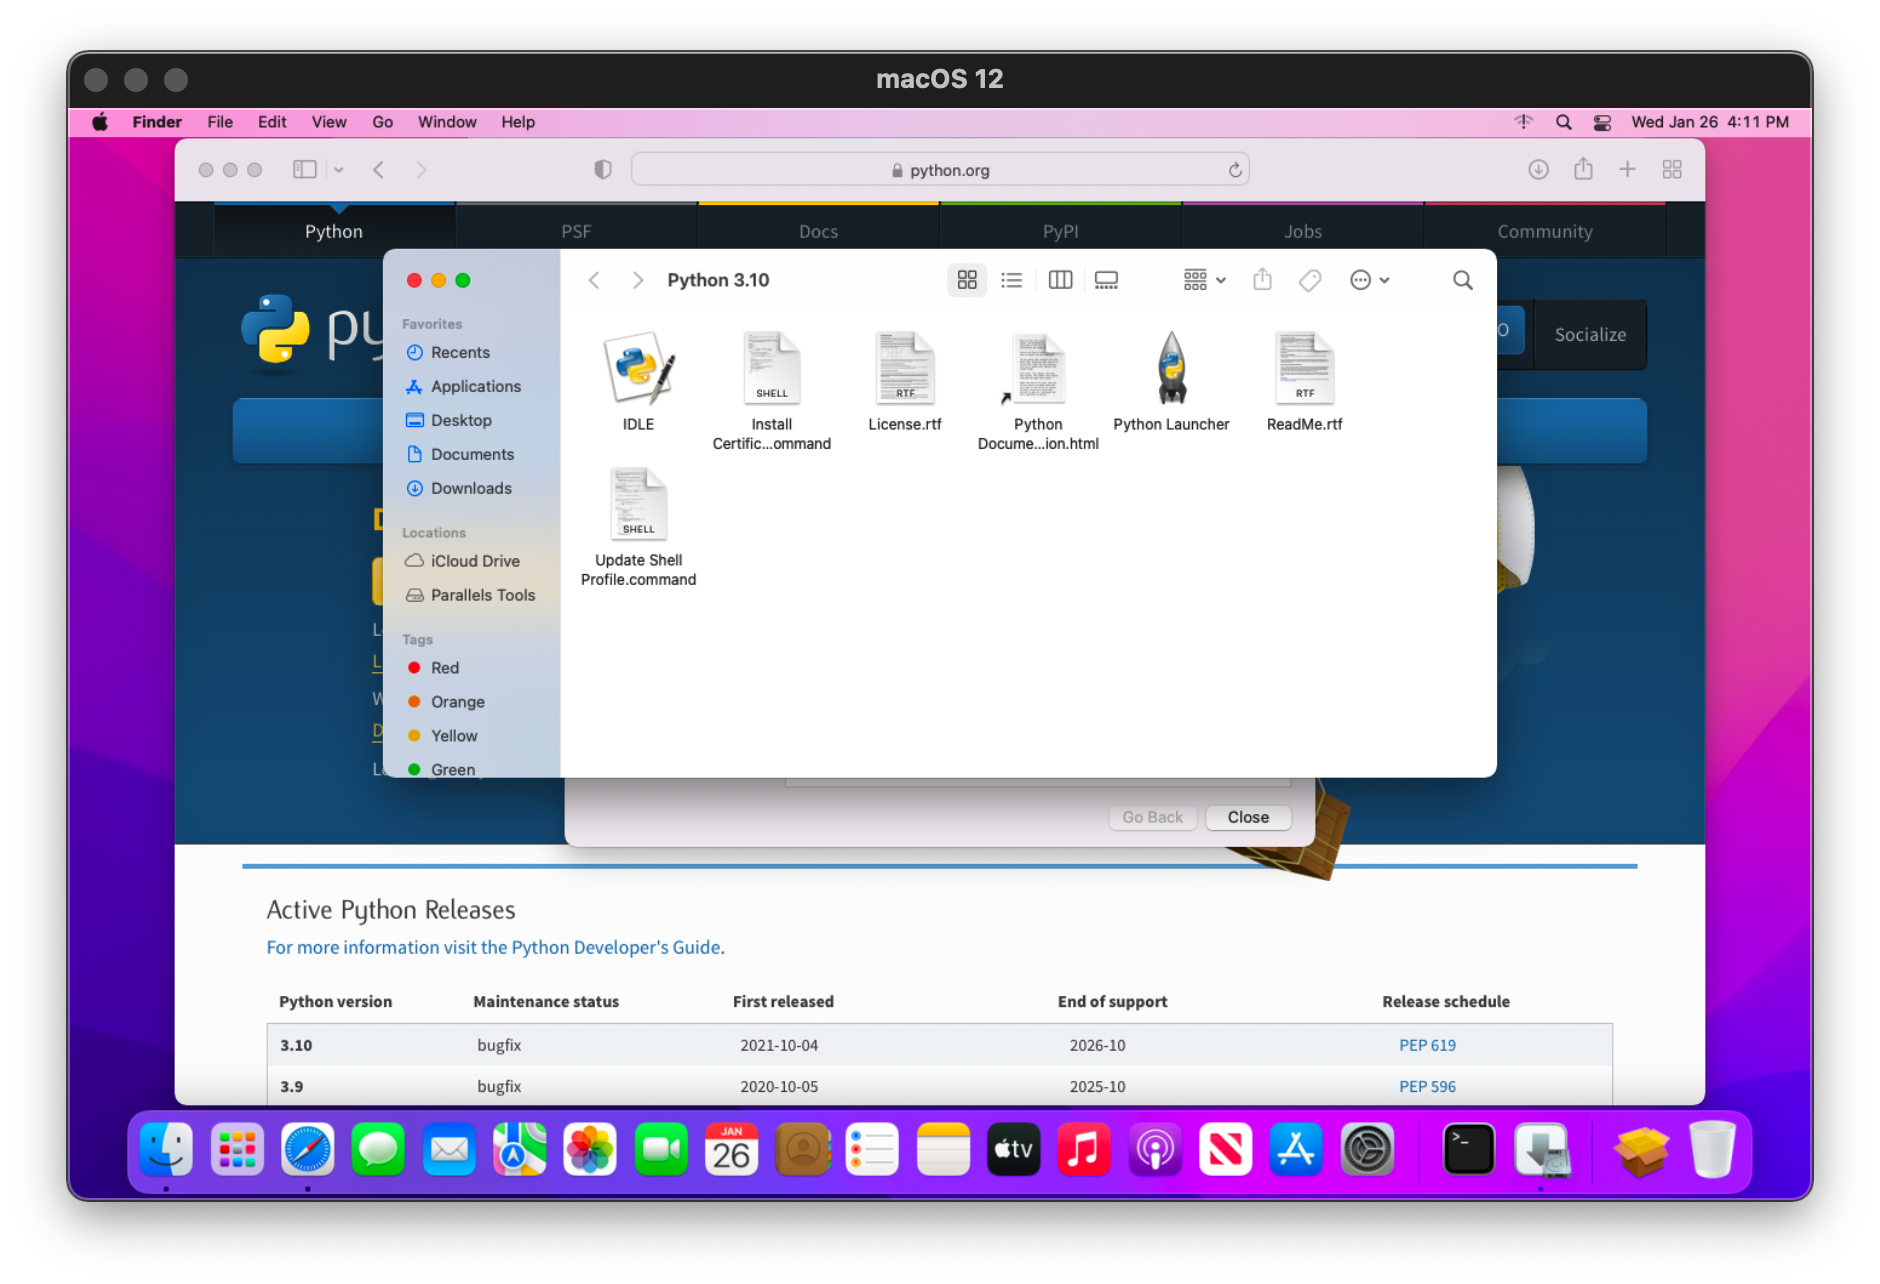 macOS 12
Finder File Edit View Go Window Help Wed Jan 26 4:11 PM
python.org
Python PSF Docs PyPI Jobs Community
Python 3.10
Socialize
Favorites
Recents
Applications
Desktop
Documents
Downloads
Locations
iCloud Drive
Parallels Tools
Tags
Red
Orange
Yellow
Green
SHELL
RTF
RTF
IDLE
Install
Certific...ommand
License.rtf
Python
Docume...ion.html
Python Launcher
ReadMe.rtf
SHELL
Update Shell
Profile.command
Go Back Close
Active Python Releases
For more information visit the Python Developer's Guide.
Python version Maintenance status First released End of support Release schedule
3.10 bugfix 2021-10-04 2026-10 PEP 619
3.9 bugfix 2020-10-05 2025-10 PEP 596
JAN
26
tv